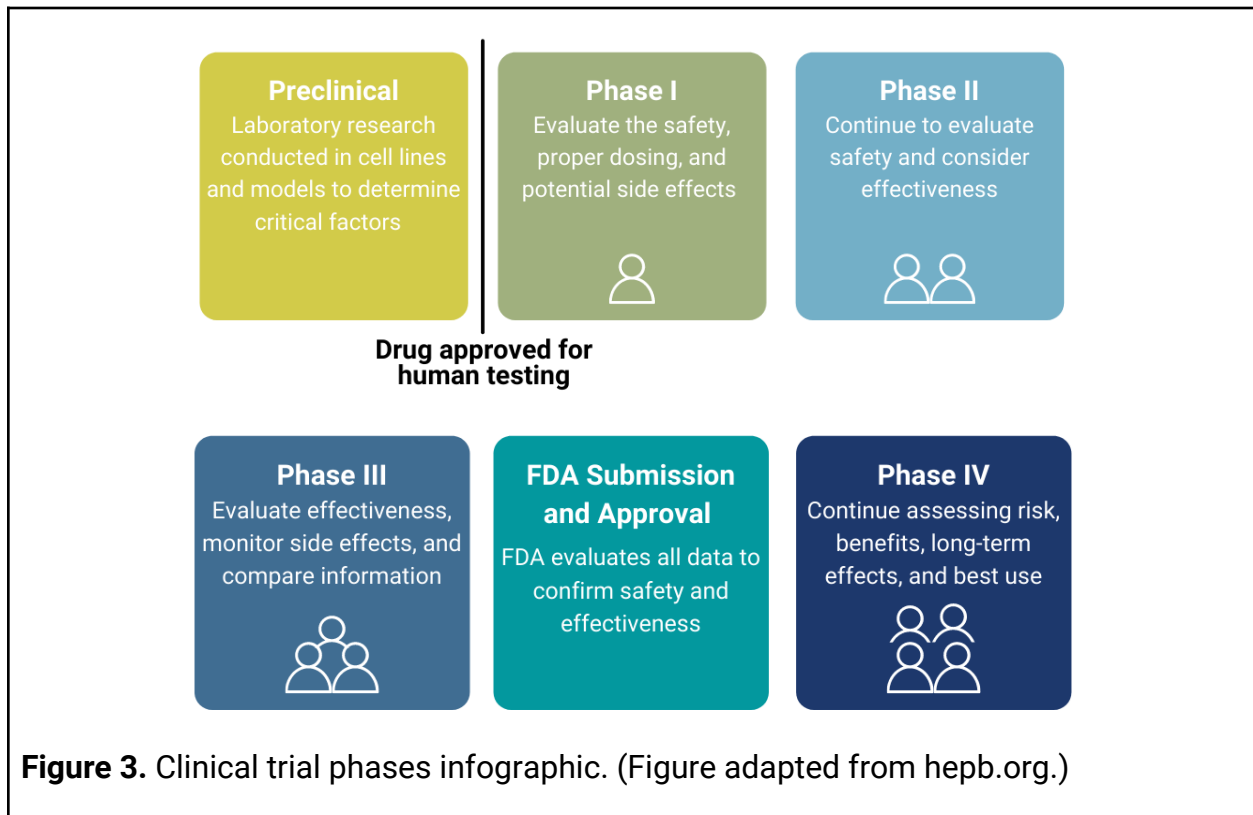 Preclinical
Laboratory research
conducted in cell lines
and models to determine
critical factors
Phase I
Evaluate the safety,
proper dosing, and
potential side effects
Phase II
Continue to evaluate
safety and consider
effectiveness
Drug approved for
human testing
Phase III
Evaluate effectiveness,
monitor side effects, and
compare information
FDA Submission
and Approval
FDA evaluates all data to
confirm safety and
effectiveness
Phase IV
Continue assessing risk,
benefits, long-term
effects, and best use
Figure 3. Clinical trial phases infographic. (Figure adapted from hepb.org.)